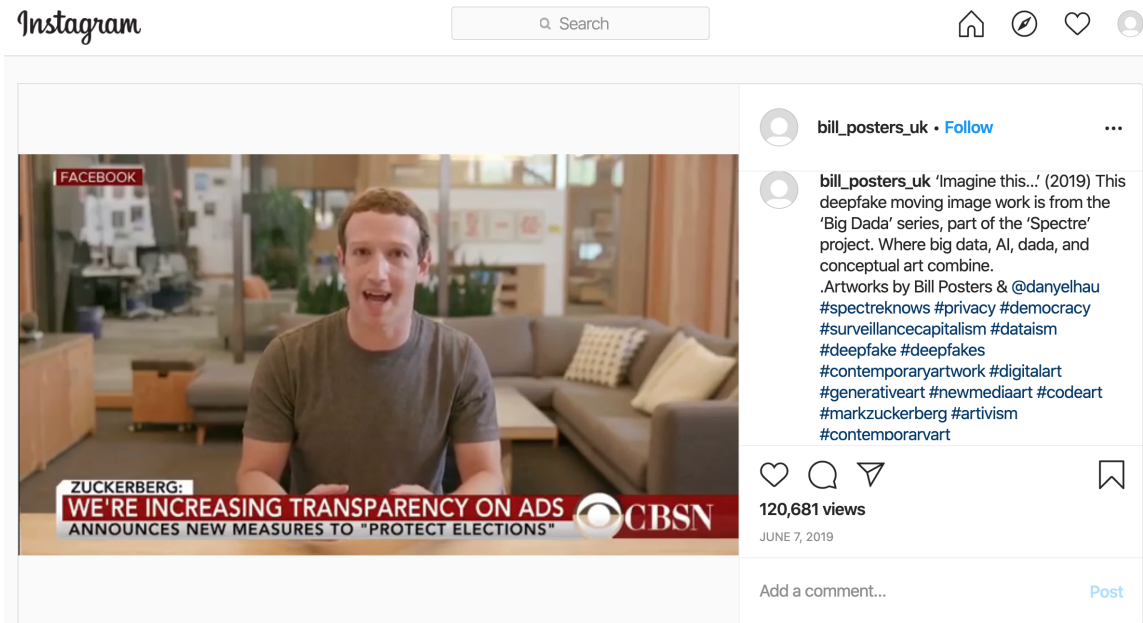 Instagram
Search
FACEBOOK
ZUCKERBERG:
WE'RE INCREASING TRANSPARENCY ON ADS
ANNOUNCES NEW MEASURES TO "PROTECT ELECTIONS"
CBSN
bill_posters_uk • Follow
bill_posters_uk ‘Imagine this...’ (2019) This
deepfake moving image work is from the
‘Big Dada’ series, part of the ‘Spectre’
project. Where big data, AI, dada, and
conceptual art combine.
.Artworks by Bill Posters & @danyelhau
#spectreknows #privacy #democracy
#surveillancecapitalism #dataism
#deepfake #deepfakes
#contemporaryartwork #digitalart
#generativeart #newmediaart #codeart
#markzuckerberg #artivism
#contemporaryart
120,681 views
JUNE 7, 2019
Add a comment...
Post